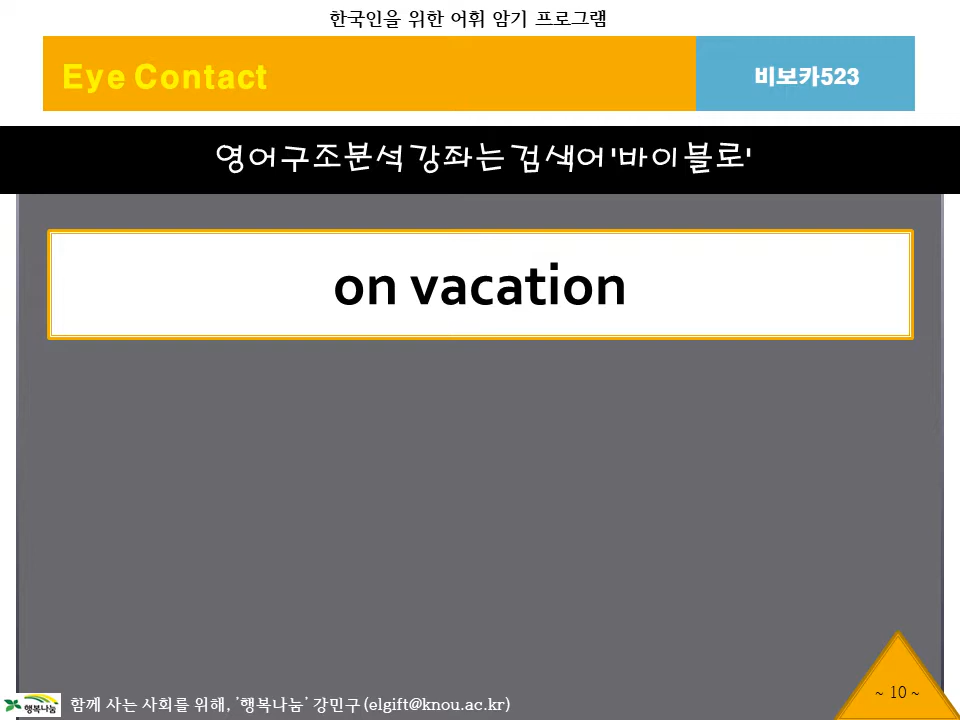 한국인을 위한 어휘 암기 프로그램
Eye Contact
비보카523
영어구조분석 강좌는 검색어 '바이블로'
on vacation
~ 10 ~
행복나눔
함께 사는 사회를 위해, '행복나눔' 강민구 (elgift@knou.ac.kr)